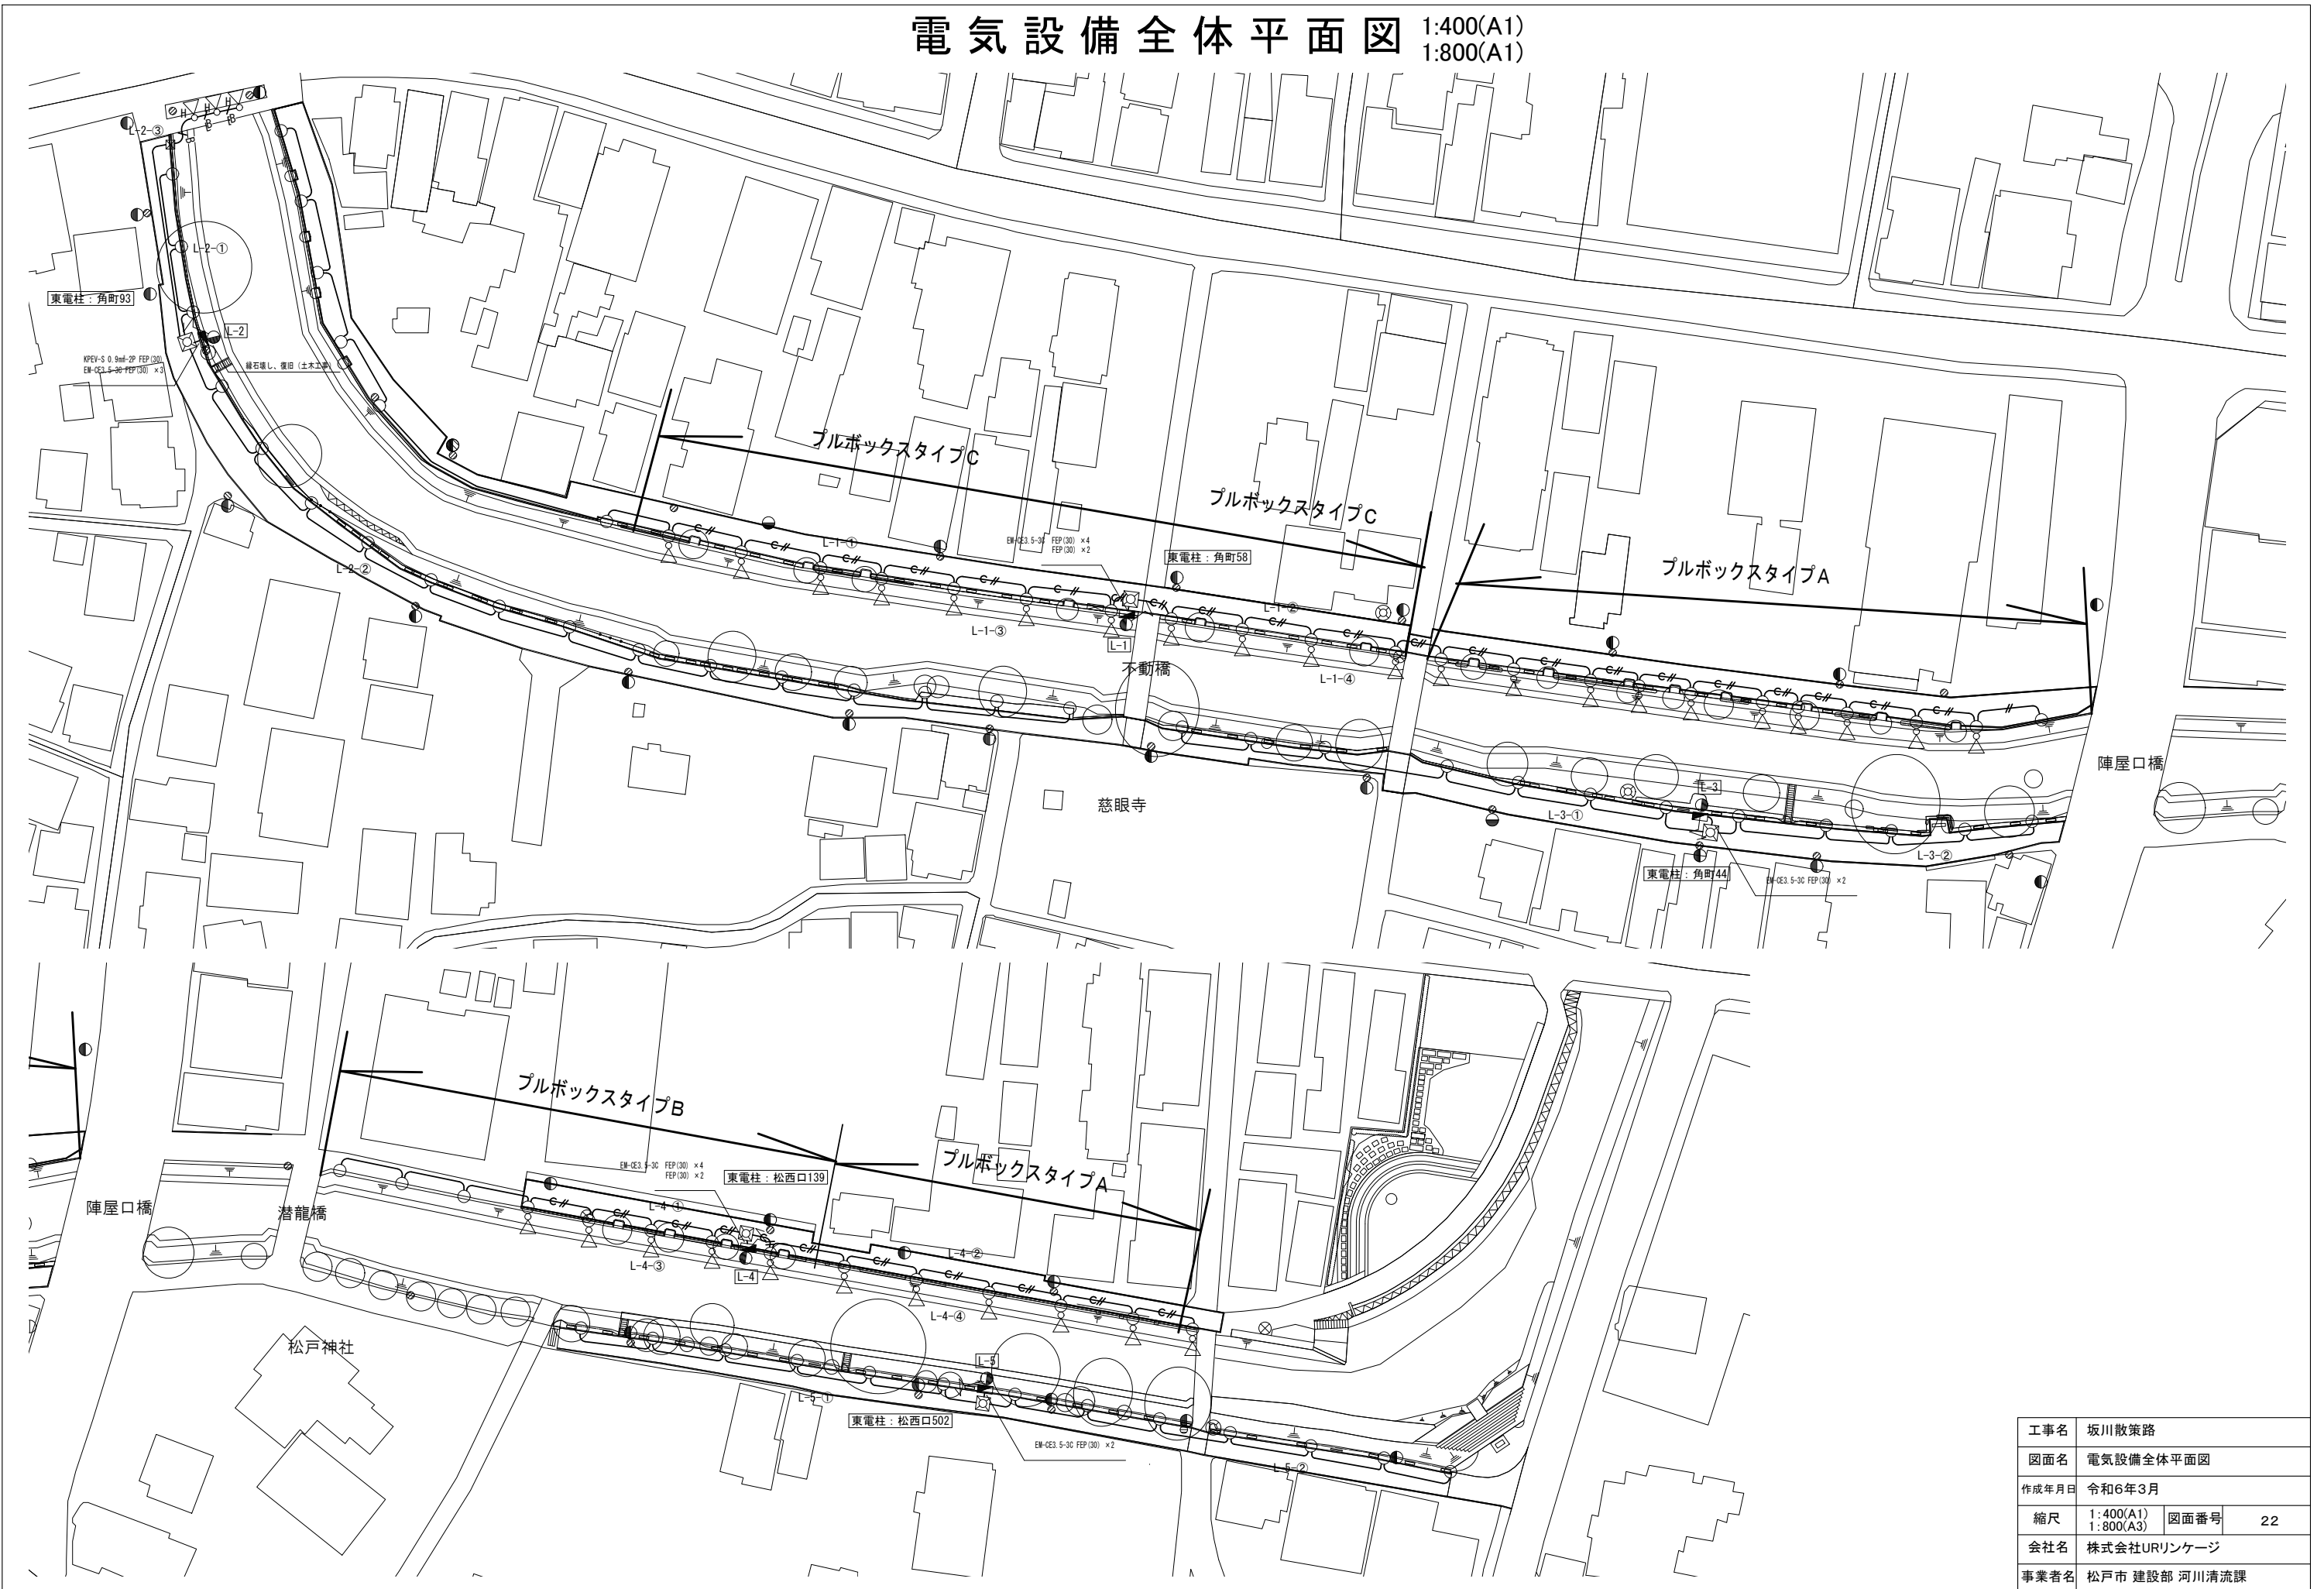 電気設備全体平面図
1:400(A1)
1:800(A1)
L-2-③
L-2-①
東電柱：角町93
L-2
KPEV-S 0.9mm²-2P FEP(30)
EM-CE3.5-3C FEP(30) ×3
縁石壊し、復旧（土木工事）
プルボックスタイプC
プルボックスタイプC
プルボックスタイプA
L-2-②
L-1-①
EM-CE3.5-3C FEP(30) ×4
FEP(30) ×2
東電柱：角町58
L-1-②
L-1-③
L-1
不動橋
L-1-④
陣屋口橋
慈眼寺
L-3
L-3-①
L-3-②
東電柱：角町44
EM-CE3.5-3C FEP(30) ×2
プルボックスタイプB
プルボックスタイプA
EM-CE3.5-3C FEP(30) ×4
FEP(30) ×2
東電柱：松西口139
陣屋口橋
潜龍橋
L-4-①
L-4-②
L-4-③
L-4
L-4-④
松戸神社
L-5
L-5-①
東電柱：松西口502
EM-CE3.5-3C FEP(30) ×2
L-5-②
工事名 坂川散策路
図面名 電気設備全体平面図
作成年月日 令和6年3月
縮尺 1:400(A1) 図面番号 22
1:800(A3)
会社名 株式会社URリンケージ
事業者名 松戸市 建設部 河川清流課